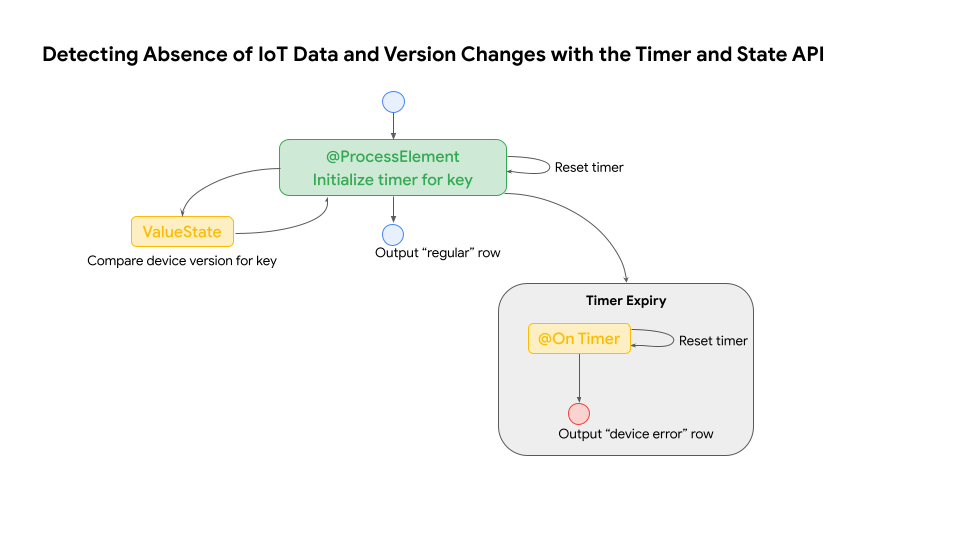 Detecting Absence of IoT Data and Version Changes with the Timer and State API
@ProcessElement
Initialize timer for key
Reset timer
ValueState
Compare device version for key
Output “regular” row
Timer Expiry
@On Timer
Reset timer
Output “device error” row